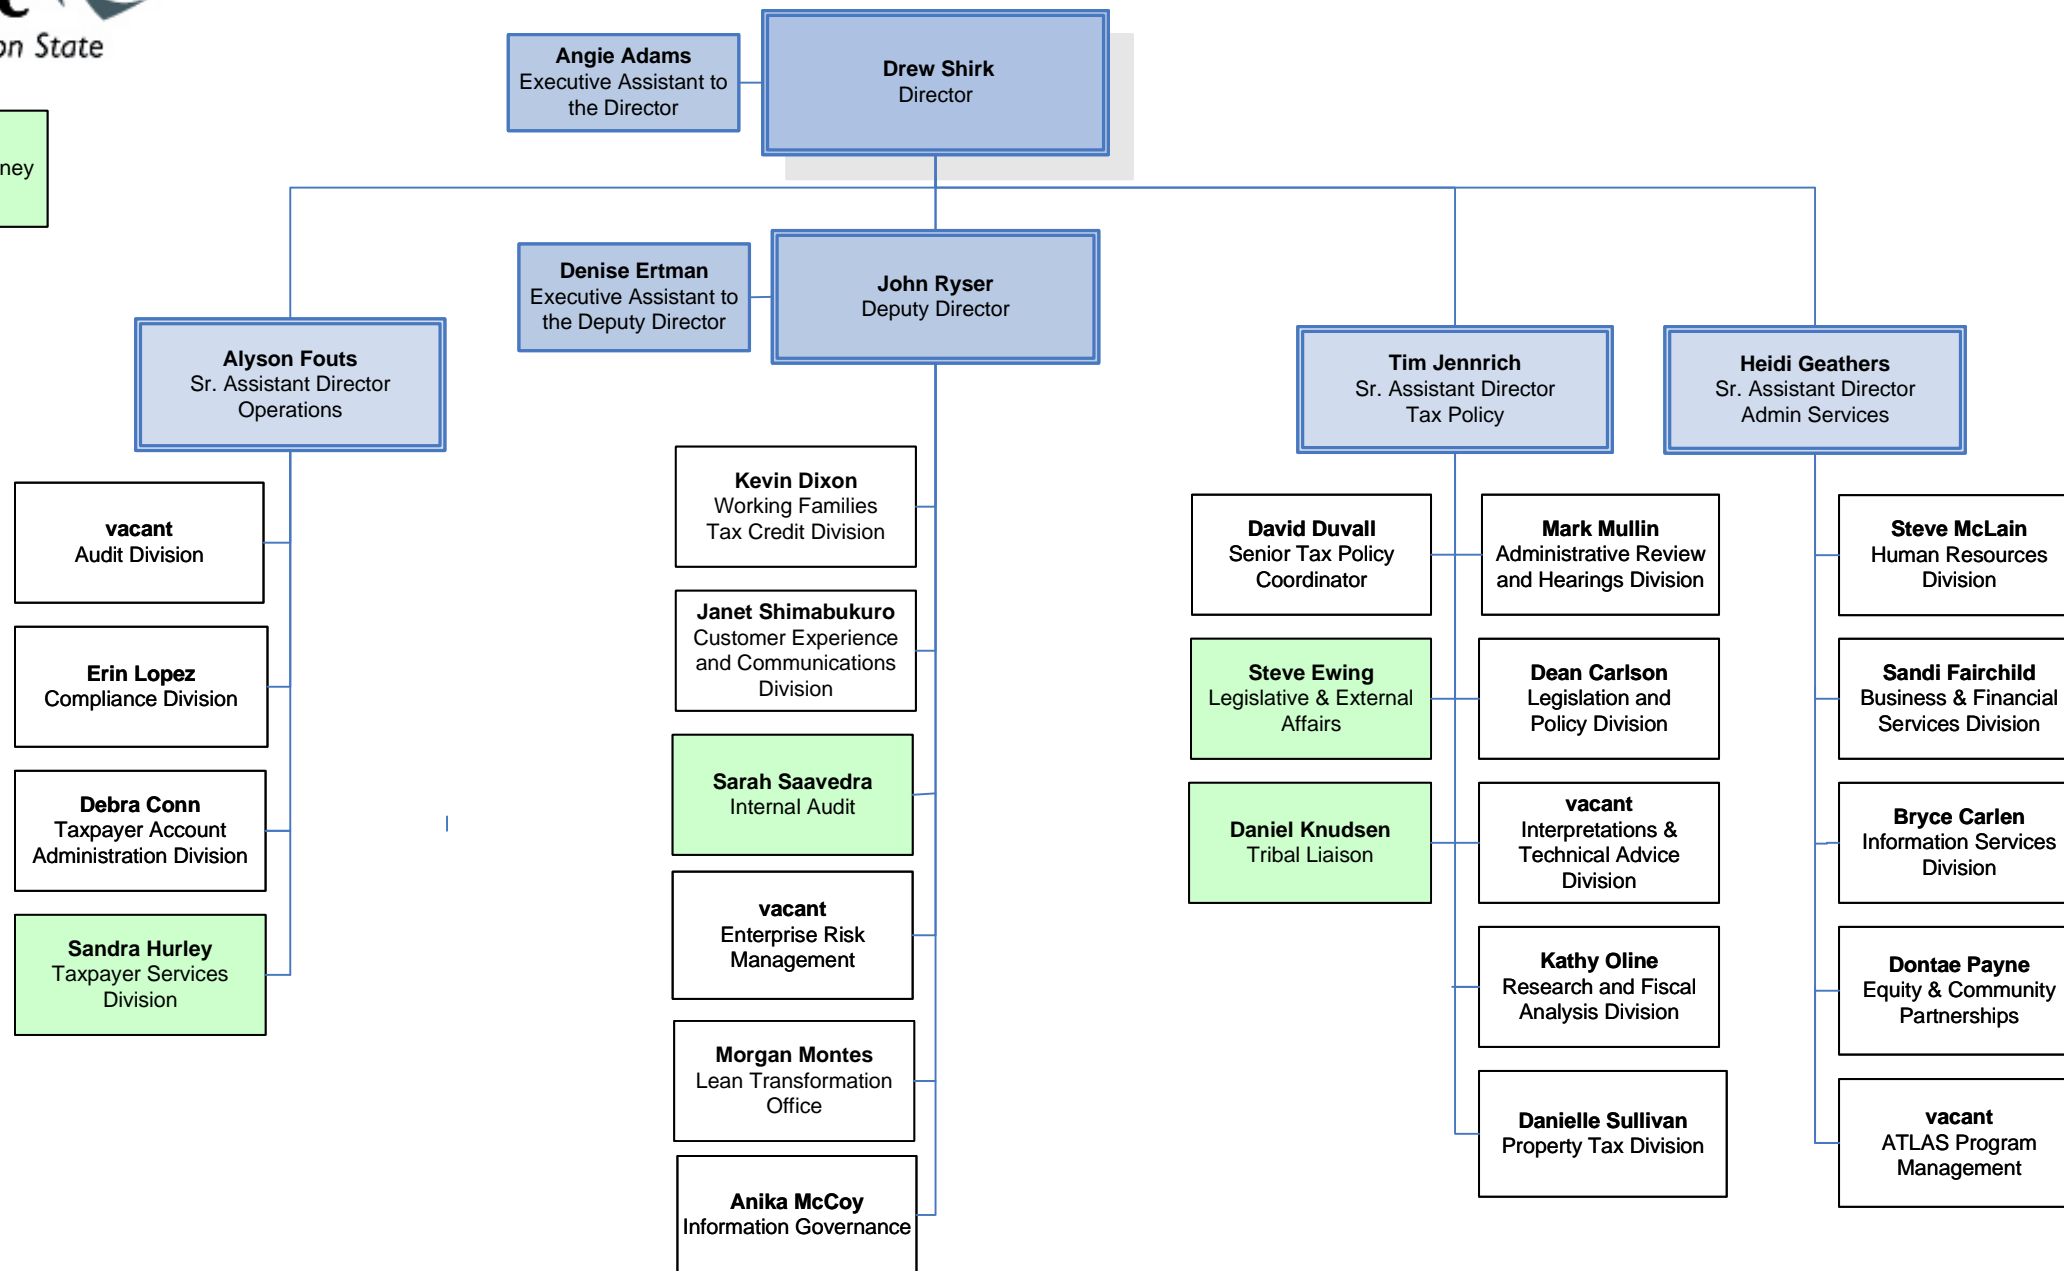 on State
ney
Angie Adams
Executive Assistant to
the Director
Drew Shirk
Director
Denise Ertman
Executive Assistant to
the Deputy Director
John Ryser
Deputy Director
Alyson Fouts
Sr. Assistant Director
Operations
vacant
Audit Division
Erin Lopez
Compliance Division
Debra Conn
Taxpayer Account
Administration Division
Sandra Hurley
Taxpayer Services
Division
Kevin Dixon
Working Families
Tax Credit Division
Janet Shimabukuro
Customer Experience
and Communications
Division
Sarah Saavedra
Internal Audit
vacant
Enterprise Risk
Management
Morgan Montes
Lean Transformation
Office
Anika McCoy
Information Governance
Tim Jennrich
Sr. Assistant Director
Tax Policy
David Duvall
Senior Tax Policy
Coordinator
Steve Ewing
Legislative & External
Affairs
Daniel Knudsen
Tribal Liaison
Mark Mullin
Administrative Review
and Hearings Division
Dean Carlson
Legislation and
Policy Division
vacant
Interpretations &
Technical Advice
Division
Kathy Oline
Research and Fiscal
Analysis Division
Danielle Sullivan
Property Tax Division
Heidi Geathers
Sr. Assistant Director
Admin Services
Steve McLain
Human Resources
Division
Sandi Fairchild
Business & Financial
Services Division
Bryce Carlen
Information Services
Division
Dontae Payne
Equity & Community
Partnerships
vacant
ATLAS Program
Management